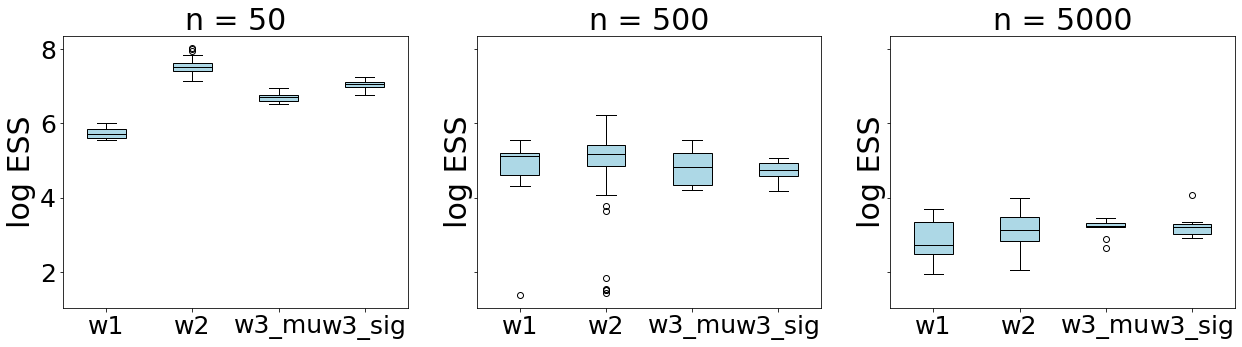 n = 50
n = 500
n = 5000
log ESS
8
6
4
2
w1 w2 w3_mu w3_sig
log ESS
w1 w2 w3_mu w3_sig
log ESS
w1 w2 w3_mu w3_sig